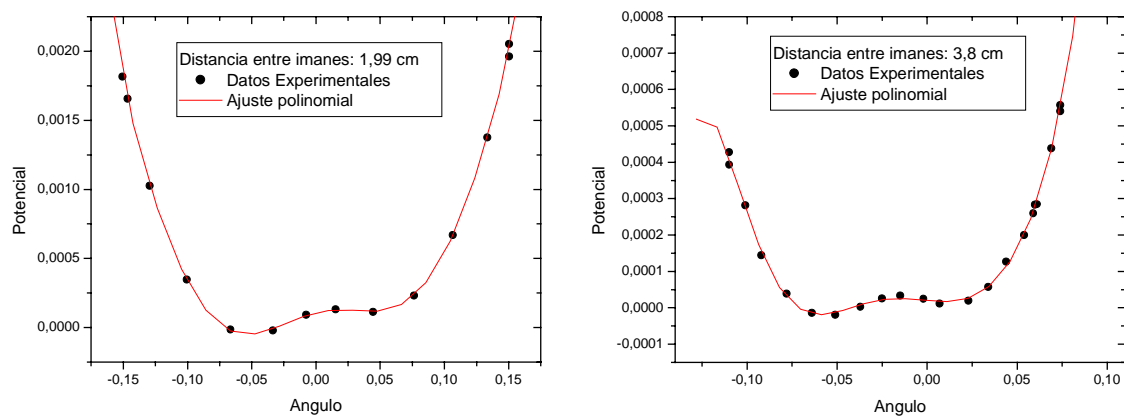 Distancia entre imanes: 1,99 cm
Datos Experimentales
Ajuste polinomial
0,0020
0,0015
0,0010
0,0005
0,0000
Potencial
-0,15 -0,10 -0,05 0,00 0,05 0,10 0,15
Angulo
Distancia entre imanes: 3,8 cm
Datos Experimentales
Ajuste polinomial
0,0008
0,0007
0,0006
0,0005
0,0004
0,0003
0,0002
0,0001
0,0000
-0,0001
Potencial
-0,10 -0,05 0,00 0,05 0,10
Angulo